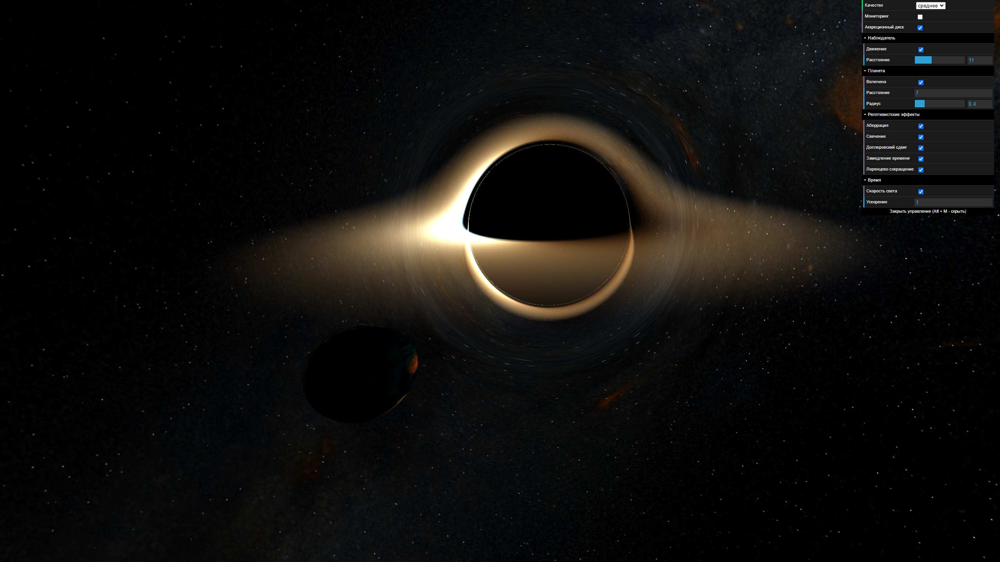 Качество среднее
Мониторинг
Аккреционный диск
Наблюдатель
Движение
Расстояние 11
Планета
Включена
Расстояние 7
Радиус 0.4
Релятивистские эффекты
Аберрация
Свечение
Доплеровский сдвиг
Замедление времени
Лоренцево сокращение
Время
Скорость света
Ускорение 1
Закрыть управление (Alt + M - скрыть)